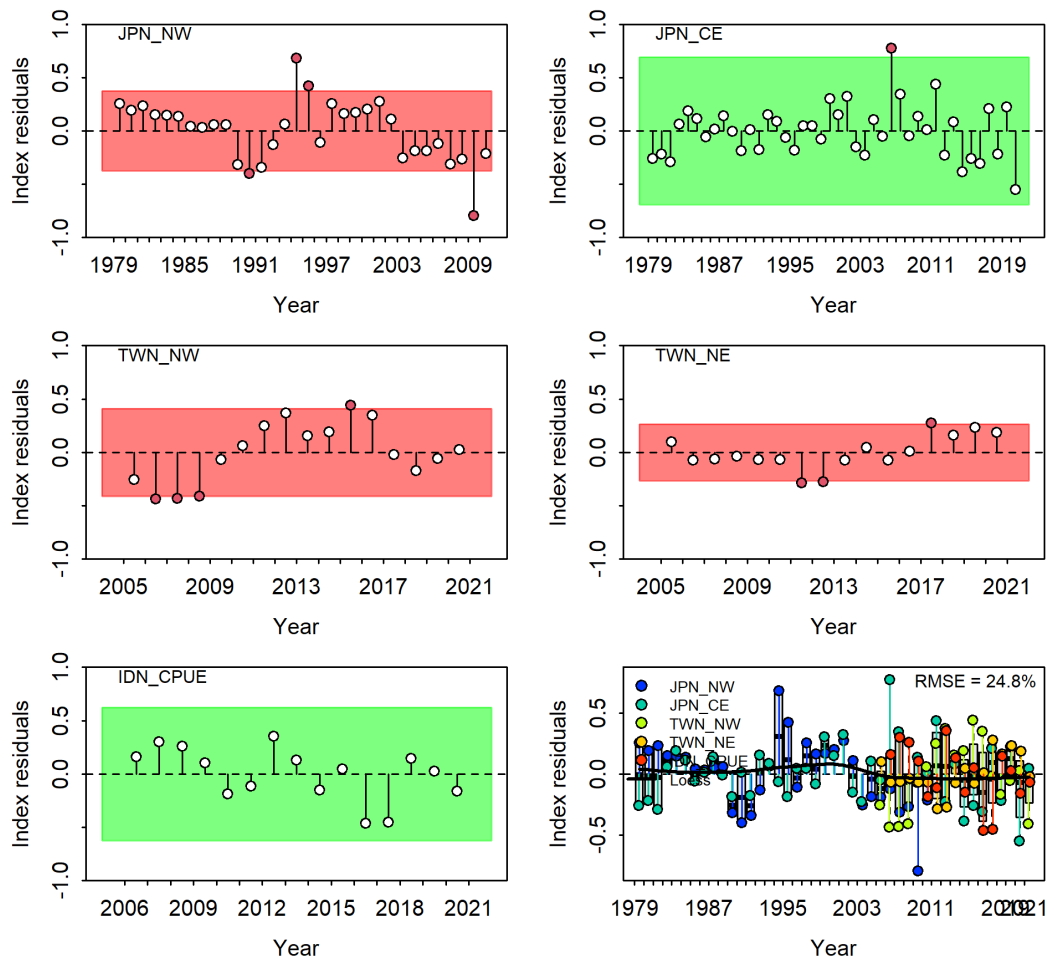 JPN_NW
Index residuals
1.0
0.5
0.0
-1.0
1979 1985 1991 1997 2003 2009
Year
JPN_CE
Index residuals
1.0
0.5
0.0
-1.0
1979 1987 1995 2003 2011 2019
Year
TWN_NW
Index residuals
1.0
0.5
0.0
-1.0
2005 2009 2013 2017 2021
Year
TWN_NE
Index residuals
1.0
0.5
0.0
-1.0
2005 2009 2013 2017 2021
Year
IDN_CPUE
Index residuals
1.0
0.5
0.0
-1.0
2006 2009 2012 2015 2018 2021
Year
RMSE = 24.8%
JPN_NW
JPN_CE
TWN_NW
TWN_NE
Loess
Index residuals
0.5
0.0
-0.5
1979 1987 1995 2003 2011 2019 2021
Year